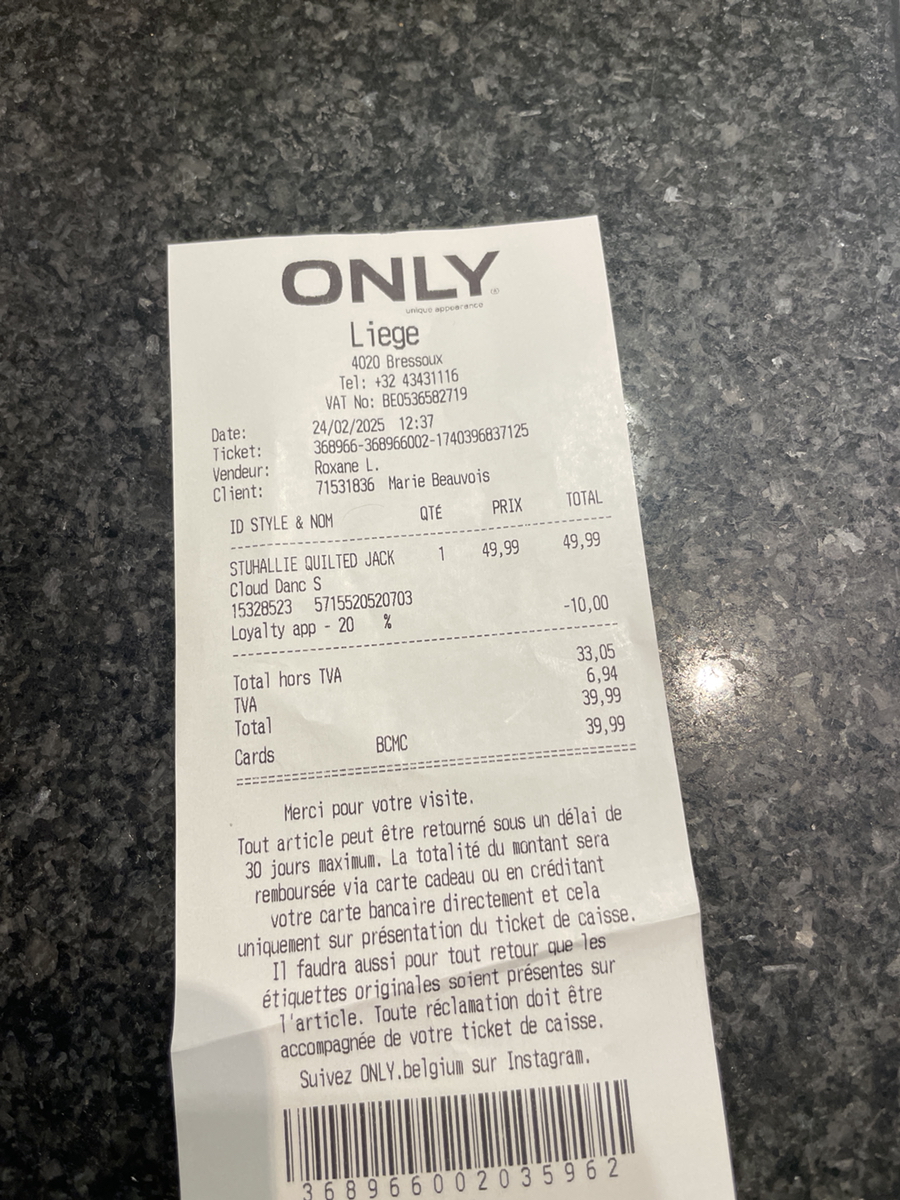 ONLY®
unique appearance
Liege
4020 Bressoux
Tel: +32 43431116
VAT No: BE0536582719
Date: 24/02/2025 12:37
Ticket: 368966-368966002-1740396837125
Vendeur: Roxane L.
Client: 71531836 Marie Beauvois
ID STYLE & NOM QTÉ PRIX TOTAL
STUHALLIE QUILTED JACK 1 49,99 49,99
Cloud Danc S
15328523 5715520520703
Loyalty app - 20 % -10,00
Total hors TVA 33,05
TVA 6,94
Total 39,99
Cards BCMC 39,99
Merci pour votre visite.
Tout article peut être retourné sous un délai de
30 jours maximum. La totalité du montant sera
remboursée via carte cadeau ou en créditant
votre carte bancaire directement et cela
uniquement sur présentation du ticket de caisse.
Il faudra aussi pour tout retour que les
étiquettes originales soient présentes sur
l'article. Toute réclamation doit être
accompagnée de votre ticket de caisse.
Suivez ONLY.belgium sur Instagram.
368966002035962